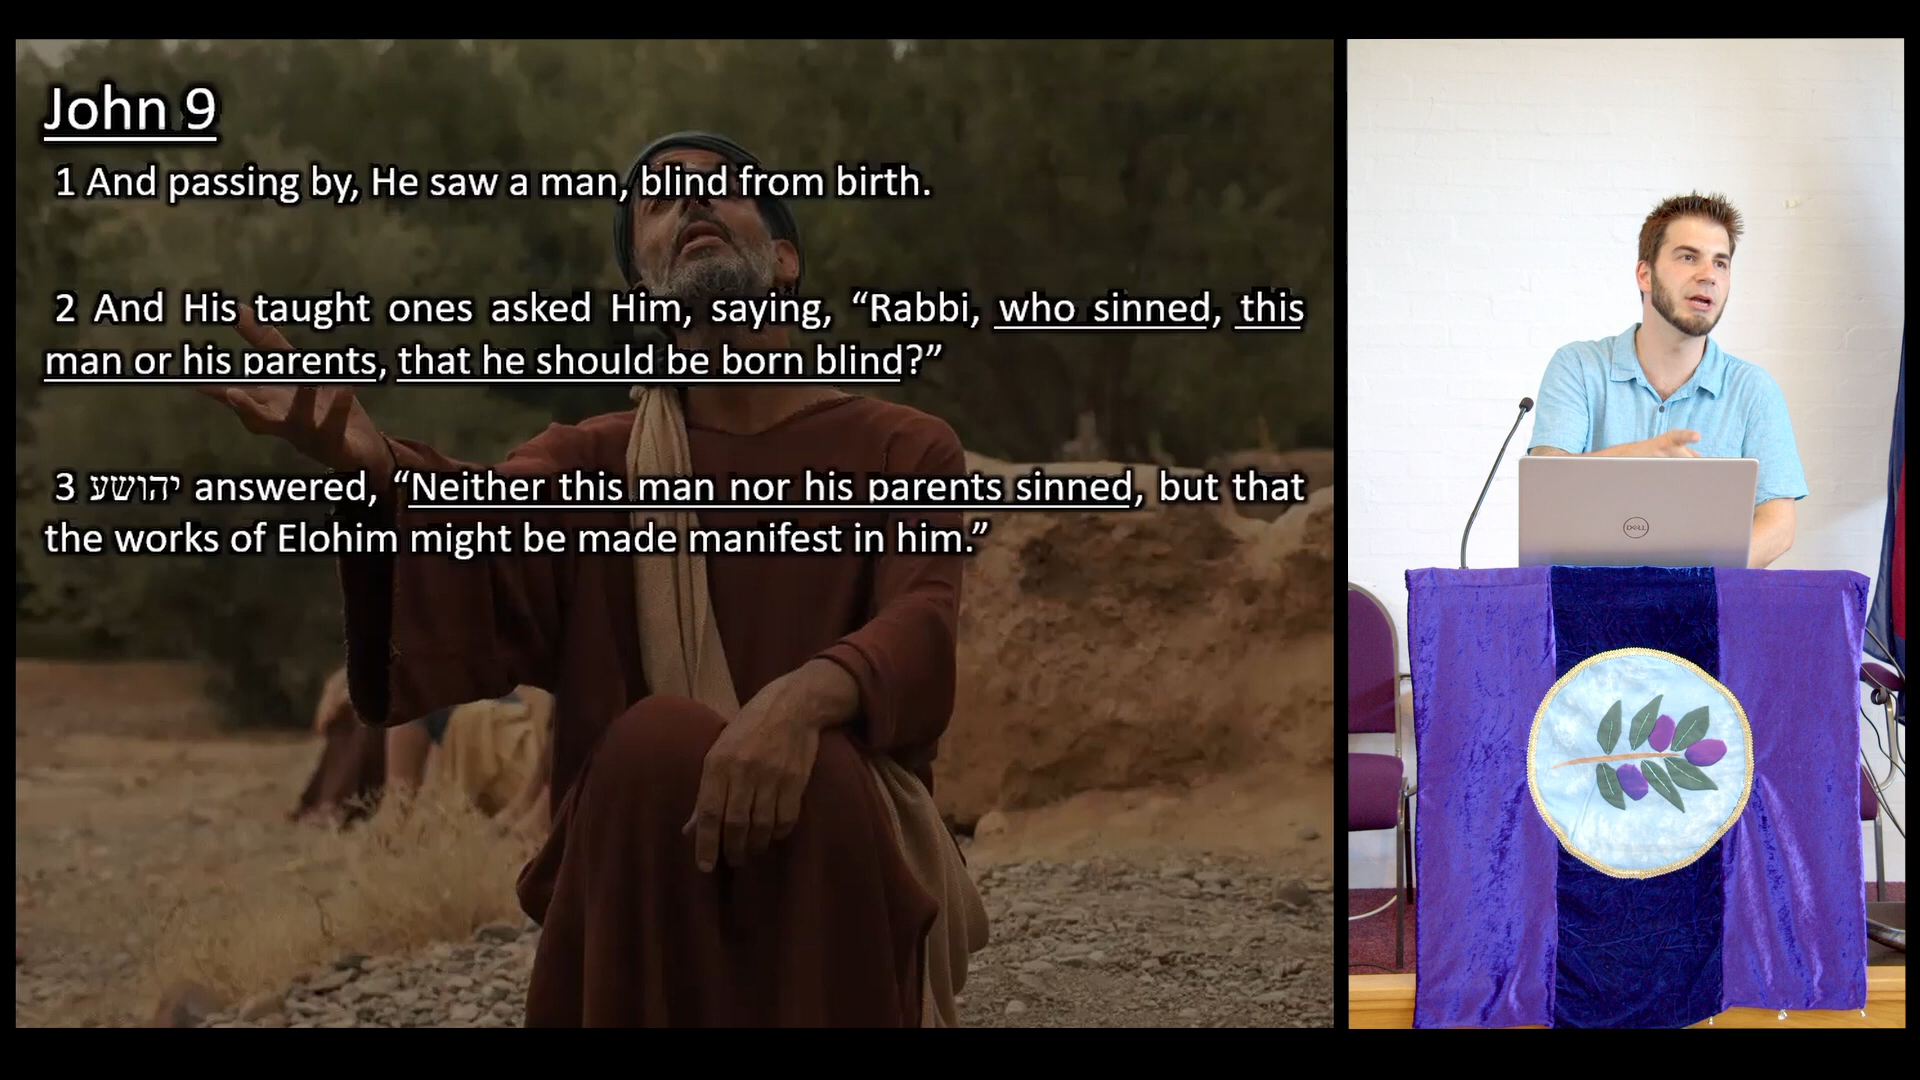 John 9
1 And passing by, He saw a man, blind from birth.
2 And His taught ones asked Him, saying, “Rabbi, who sinned, this
man or his parents, that he should be born blind?”
3 יהושע answered, “Neither this man nor his parents sinned, but that
the works of Elohim might be made manifest in him.”
DELL